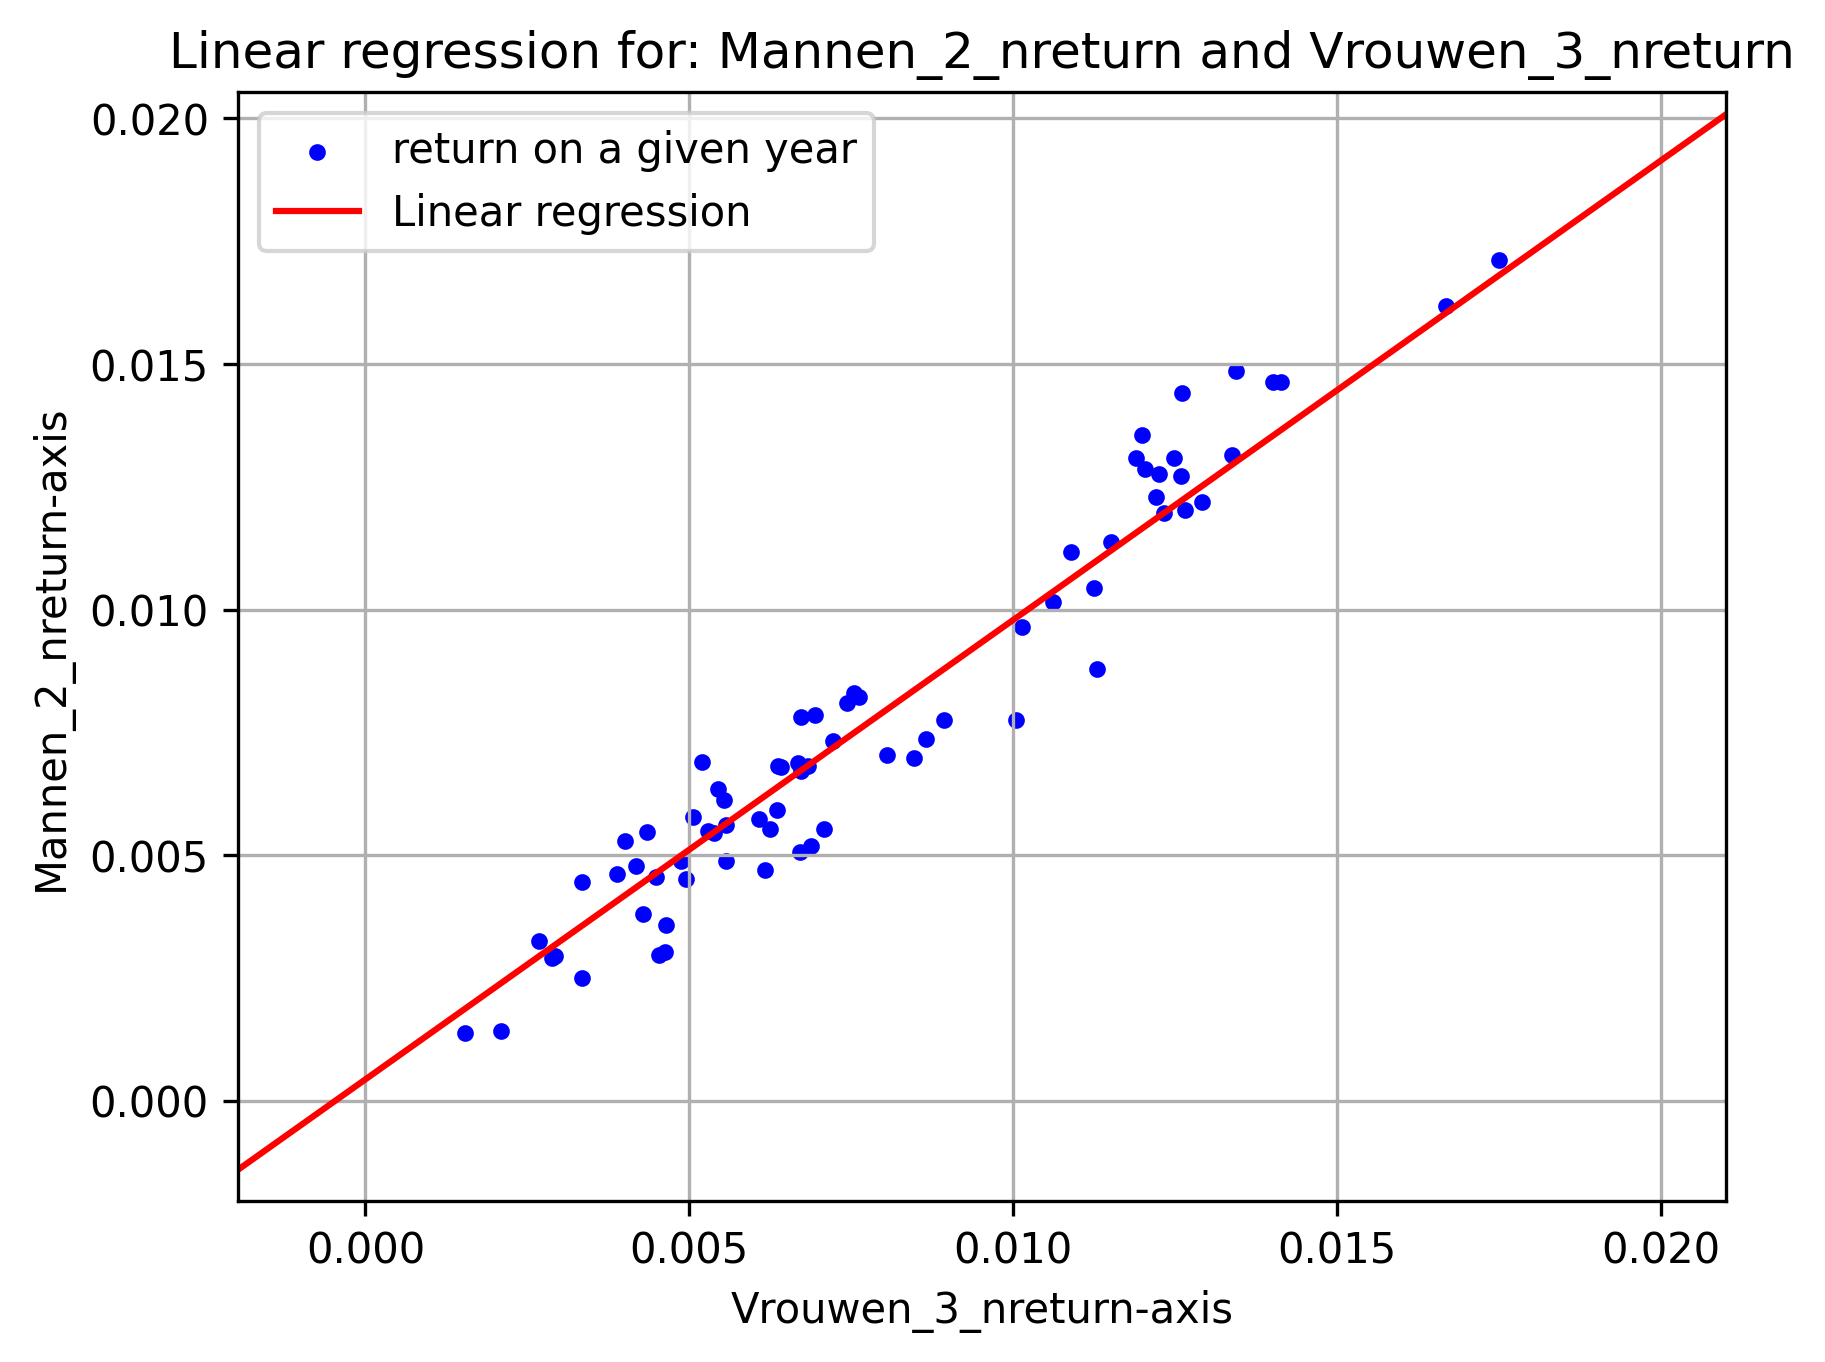 Linear regression for: Mannen_2_nreturn and Vrouwen_3_nreturn
return on a given year
Linear regression
0.020
0.015
0.010
0.005
0.000
Mannen_2_nreturn-axis
0.000 0.005 0.010 0.015 0.020
Vrouwen_3_nreturn-axis